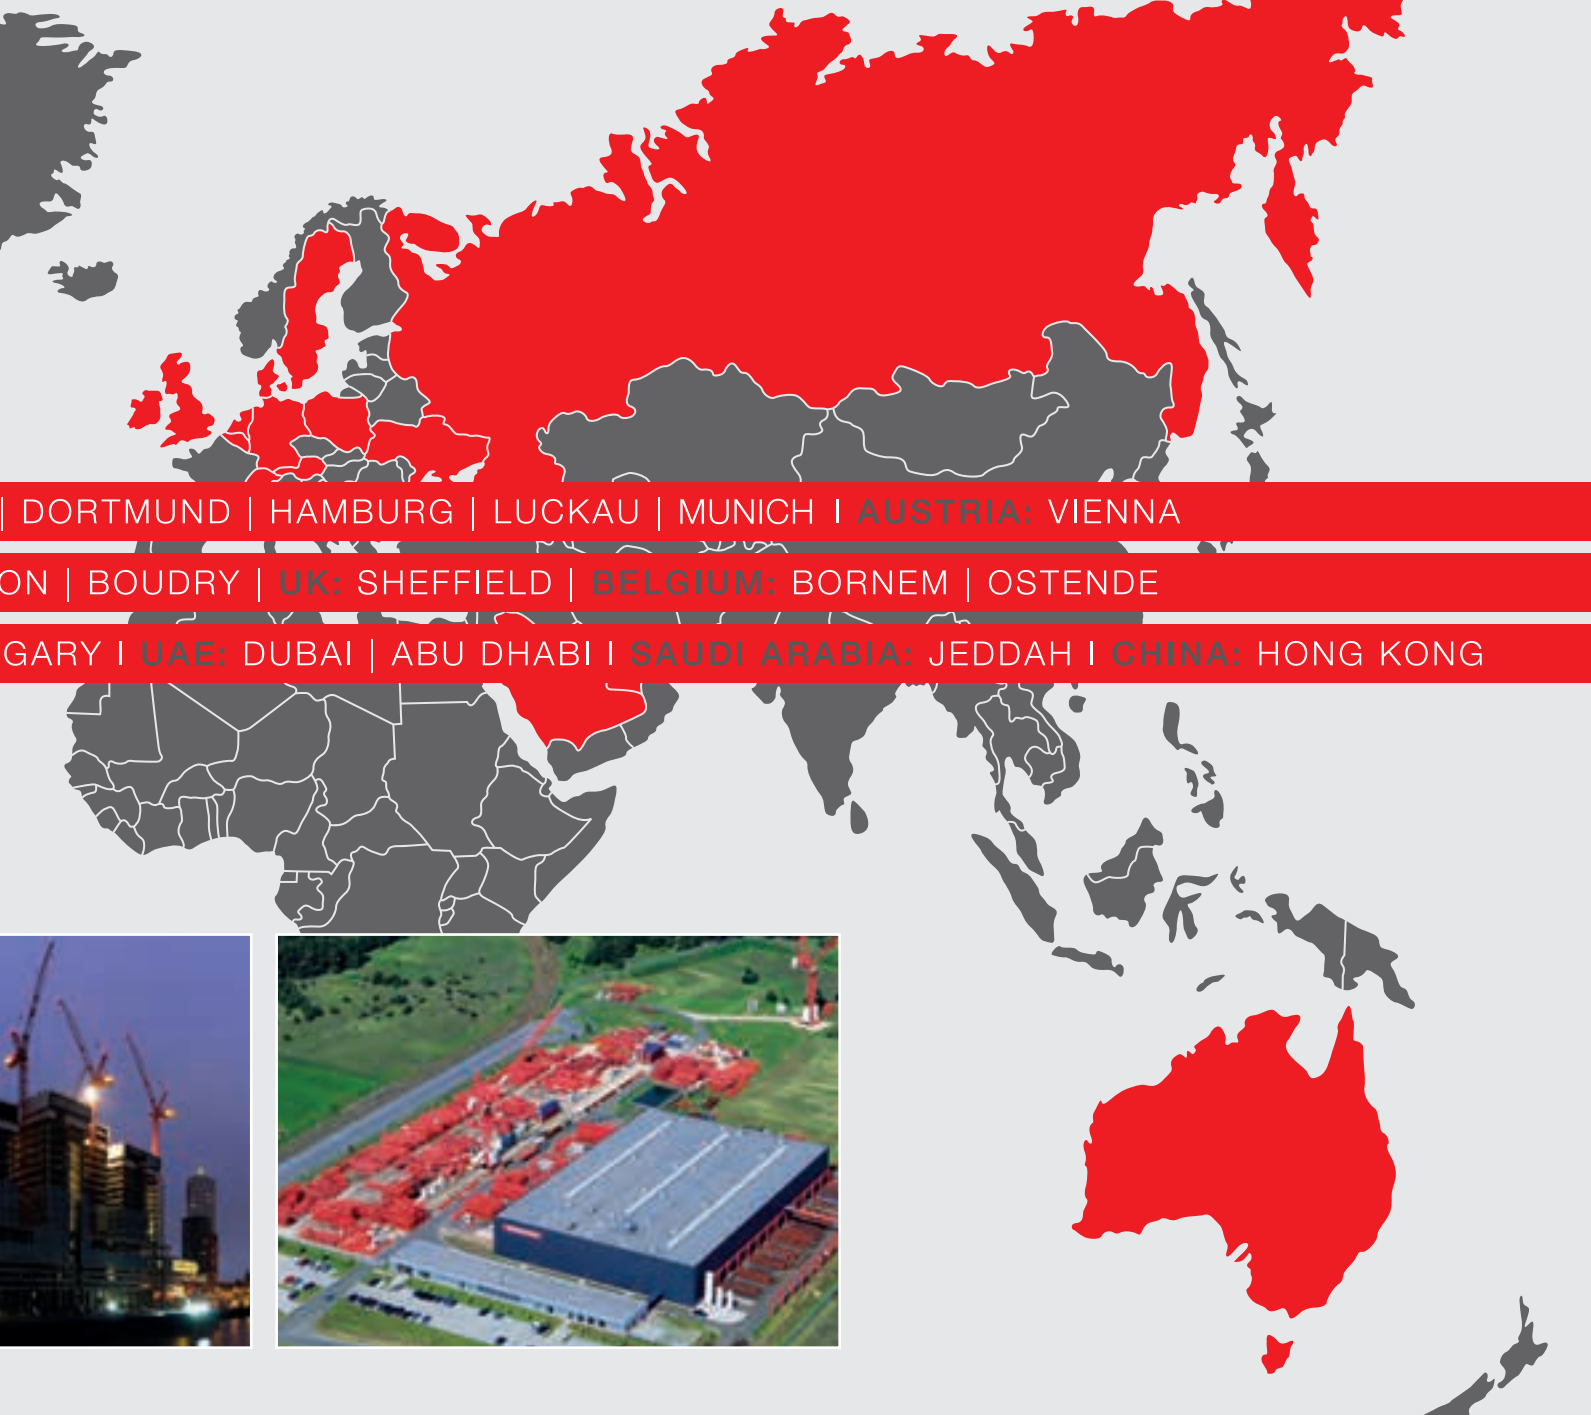 | DORTMUND | HAMBURG | LUCKAU | MUNICH I AUSTRIA: VIENNA
ON | BOUDRY | UK: SHEFFIELD | BELGIUM: BORNEM | OSTENDE
GARY I UAE: DUBAI | ABU DHABI I SAUDI ARABIA: JEDDAH I CHINA: HONG KONG